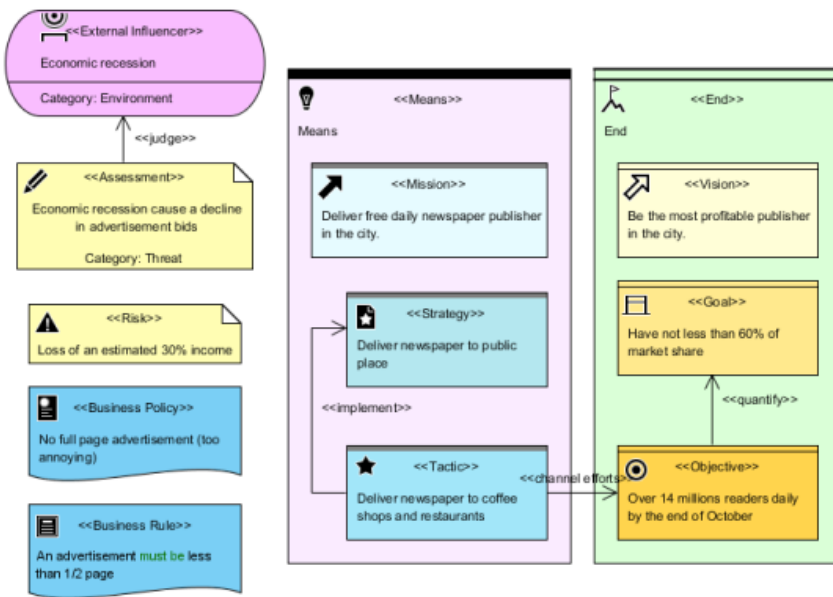 <<External Influencer>>
Economic recession
Category: Environment
<<judge>>
<<Assessment>>
Economic recession cause a decline
in advertisement bids
Category: Threat
<<Risk>>
Loss of an estimated 30% income
<<Business Policy>>
No full page advertisement (too
annoying)
<<Business Rule>>
An advertisement must be less
than 1/2 page
<<Means>>
Means
<<Mission>>
Deliver free daily newspaper publisher
in the city.
<<Strategy>>
Deliver newspaper to public
place
<<implement>>
<<Tactic>>
Deliver newspaper to coffee
shops and restaurants
<<channel efforts>>
<<End>>
End
<<Vision>>
Be the most profitable publisher
in the city.
<<Goal>>
Have not less than 60% of
market share
<<quantify>>
<<Objective>>
Over 14 millions readers daily
by the end of October